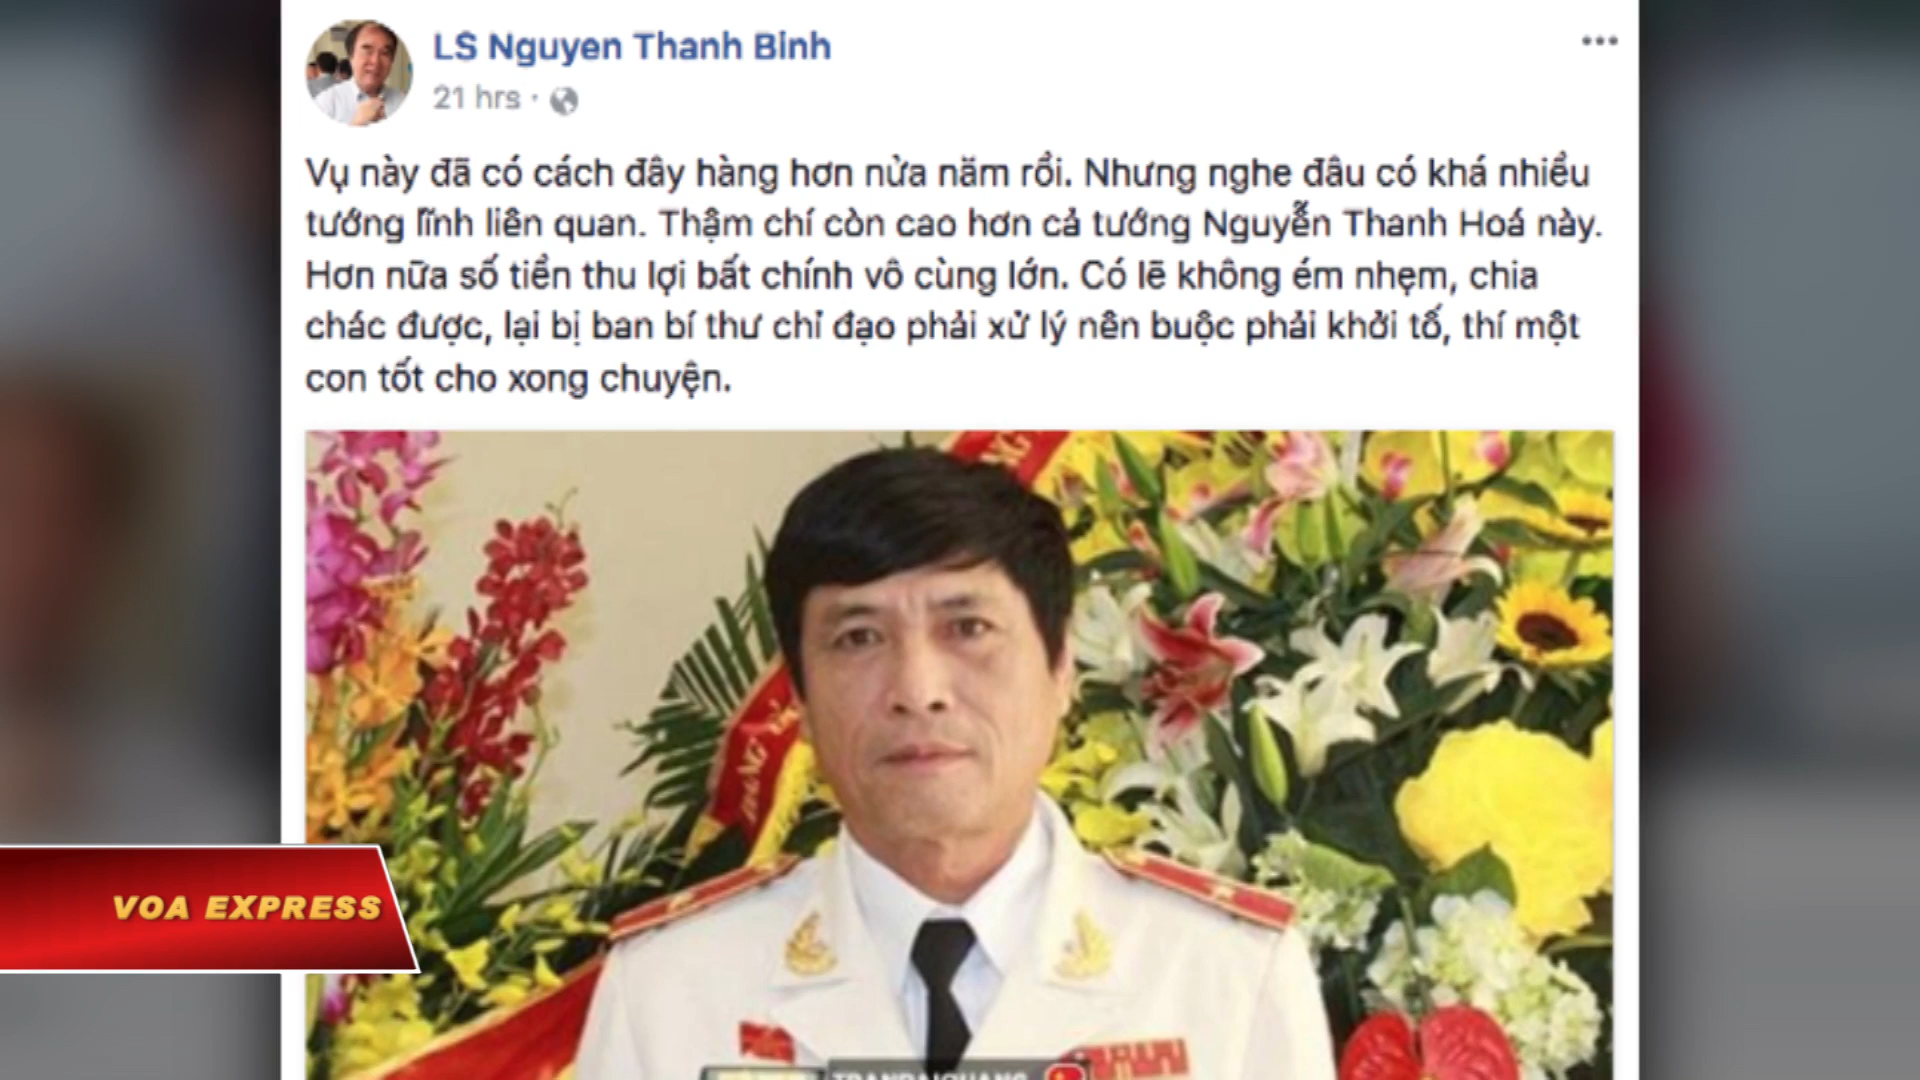 LS Nguyen Thanh Binh
21 hrs ·
Vụ này đã có cách đây hàng hơn nửa năm rồi. Nhưng nghe đâu có khá nhiều
tướng lĩnh liên quan. Thậm chí còn cao hơn cả tướng Nguyễn Thanh Hoá này.
Hơn nữa số tiền thu lợi bất chính vô cùng lớn. Có lẽ không ém nhẹm, chia
chác được, lại bị ban bí thư chỉ đạo phải xử lý nên buộc phải khởi tố, thí một
con tốt cho xong chuyện.
VOA EXPRESS